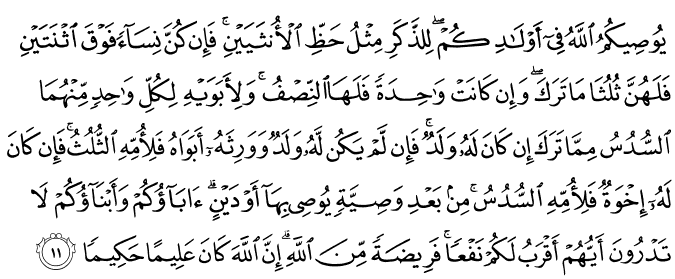 يُوصِيكُمُ ٱللَّهُ فِىٓ أَوْلَـٰدِكُمْ ۖ لِلذَّكَرِ مِثْلُ حَظِّ ٱلْأُنثَيَيْنِ ۚ فَإِن كُنَّ نِسَآءً فَوْقَ ٱثْنَتَيْنِ
فَلَهُنَّ ثُلُثَا مَا تَرَكَ ۖ وَإِن كَانَتْ وَٰحِدَةً فَلَهَا ٱلنِّصْفُ ۚ وَلِأَبَوَيْهِ لِكُلِّ وَٰحِدٍ مِّنْهُمَا
ٱلسُّدُسُ مِمَّا تَرَكَ إِن كَانَ لَهُۥ وَلَدٌ ۚ فَإِن لَّمْ يَكُن لَّهُۥ وَلَدٌ وَوَرِثَهُۥٓ أَبَوَاهُ فَلِأُمِّهِ ٱلثُّلُثُ ۚ فَإِن كَانَ
لَهُۥٓ إِخْوَةٌ فَلِأُمِّهِ ٱلسُّدُسُ ۚ مِنۢ بَعْدِ وَصِيَّةٍ يُوصِى بِهَآ أَوْ دَيْنٍ ۗ ءَابَآؤُكُمْ وَأَبْنَآؤُكُمْ لَا
تَدْرُونَ أَيُّهُمْ أَقْرَبُ لَكُمْ نَفْعًا ۚ فَرِيضَةً مِّنَ ٱللَّهِ ۗ إِنَّ ٱللَّهَ كَانَ عَلِيمًا حَكِيمًا ١١